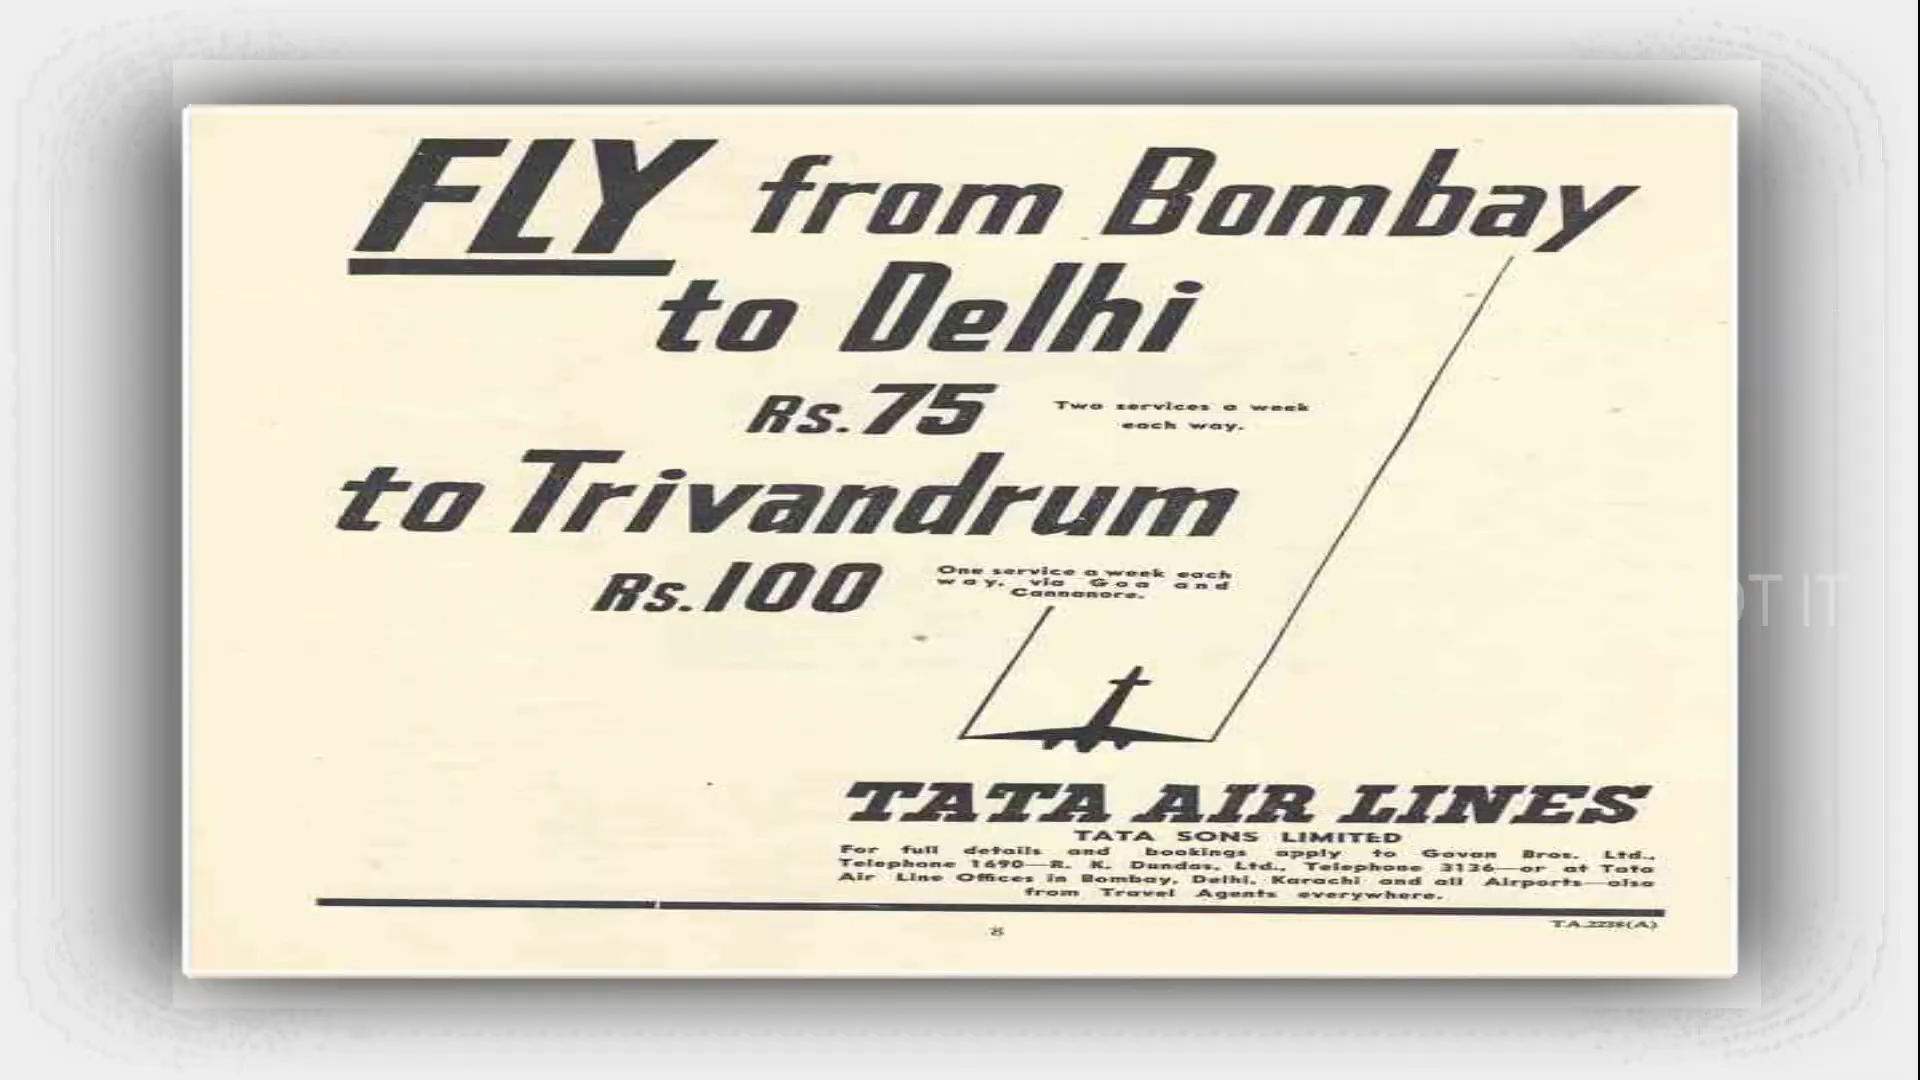 FLY from Bombay
to Delhi
Rs. 75
Two services a week
each way.
to Trivandrum
Rs. 100
One service a week each
way, via Goa and
Cannanore.
TATA AIR LINES
TATA SONS LIMITED
For full details and bookings apply to Govan Bros. Ltd.,
Telephone 1690—R. K. Dundas, Ltd., Telephone 3136—or at Tata
Air Line Offices in Bombay, Delhi, Karachi and all Airports—also
from Travel Agents everywhere.
8
OT IT